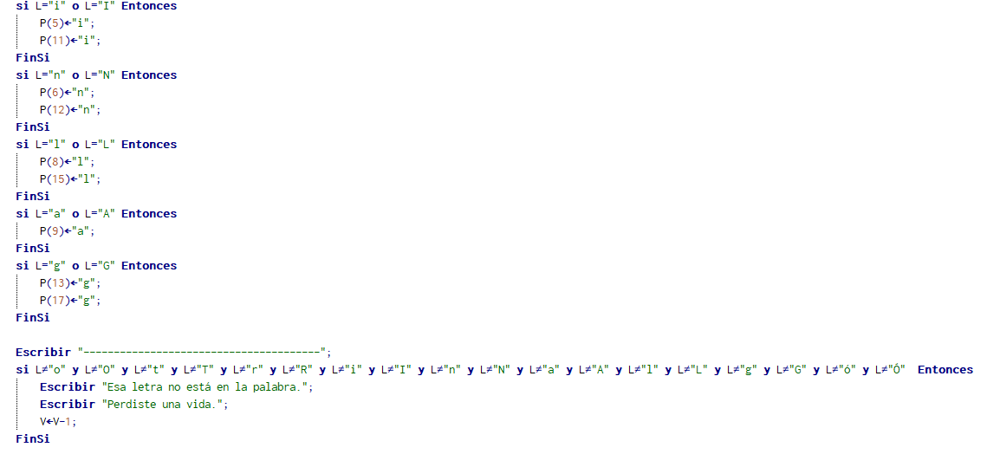 si L="i" o L="I" Entonces
P(5)←"i";
P(11)←"i";
FinSi
si L="n" o L="N" Entonces
P(6)←"n";
P(12)←"n";
FinSi
si L="l" o L="L" Entonces
P(8)←"l";
P(15)←"l";
FinSi
si L="a" o L="A" Entonces
P(9)←"a";
FinSi
si L="g" o L="G" Entonces
P(13)←"g";
P(17)←"g";
FinSi
Escribir "---------------------------------------";
si L≠"o" y L≠"O" y L≠"t" y L≠"T" y L≠"r" y L≠"R" y L≠"i" y L≠"I" y L≠"n" y L≠"N" y L≠"a" y L≠"A" y L≠"l" y L≠"L" y L≠"g" y L≠"G" y L≠"ó" y L≠"Ó" Entonces
Escribir "Esa letra no está en la palabra.";
Escribir "Perdiste una vida.";
V←V-1;
FinSi